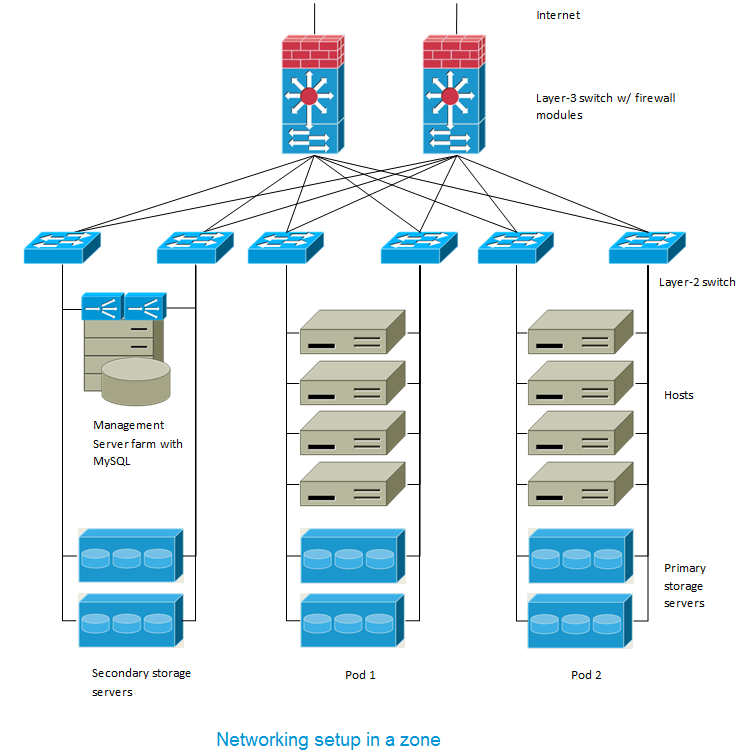 Internet
Layer-3 switch w/ firewall
modules
Layer-2 switch
Hosts
Management
Server farm with
MySQL
Primary
storage
servers
Secondary storage
servers
Pod 1
Pod 2
Networking setup in a zone